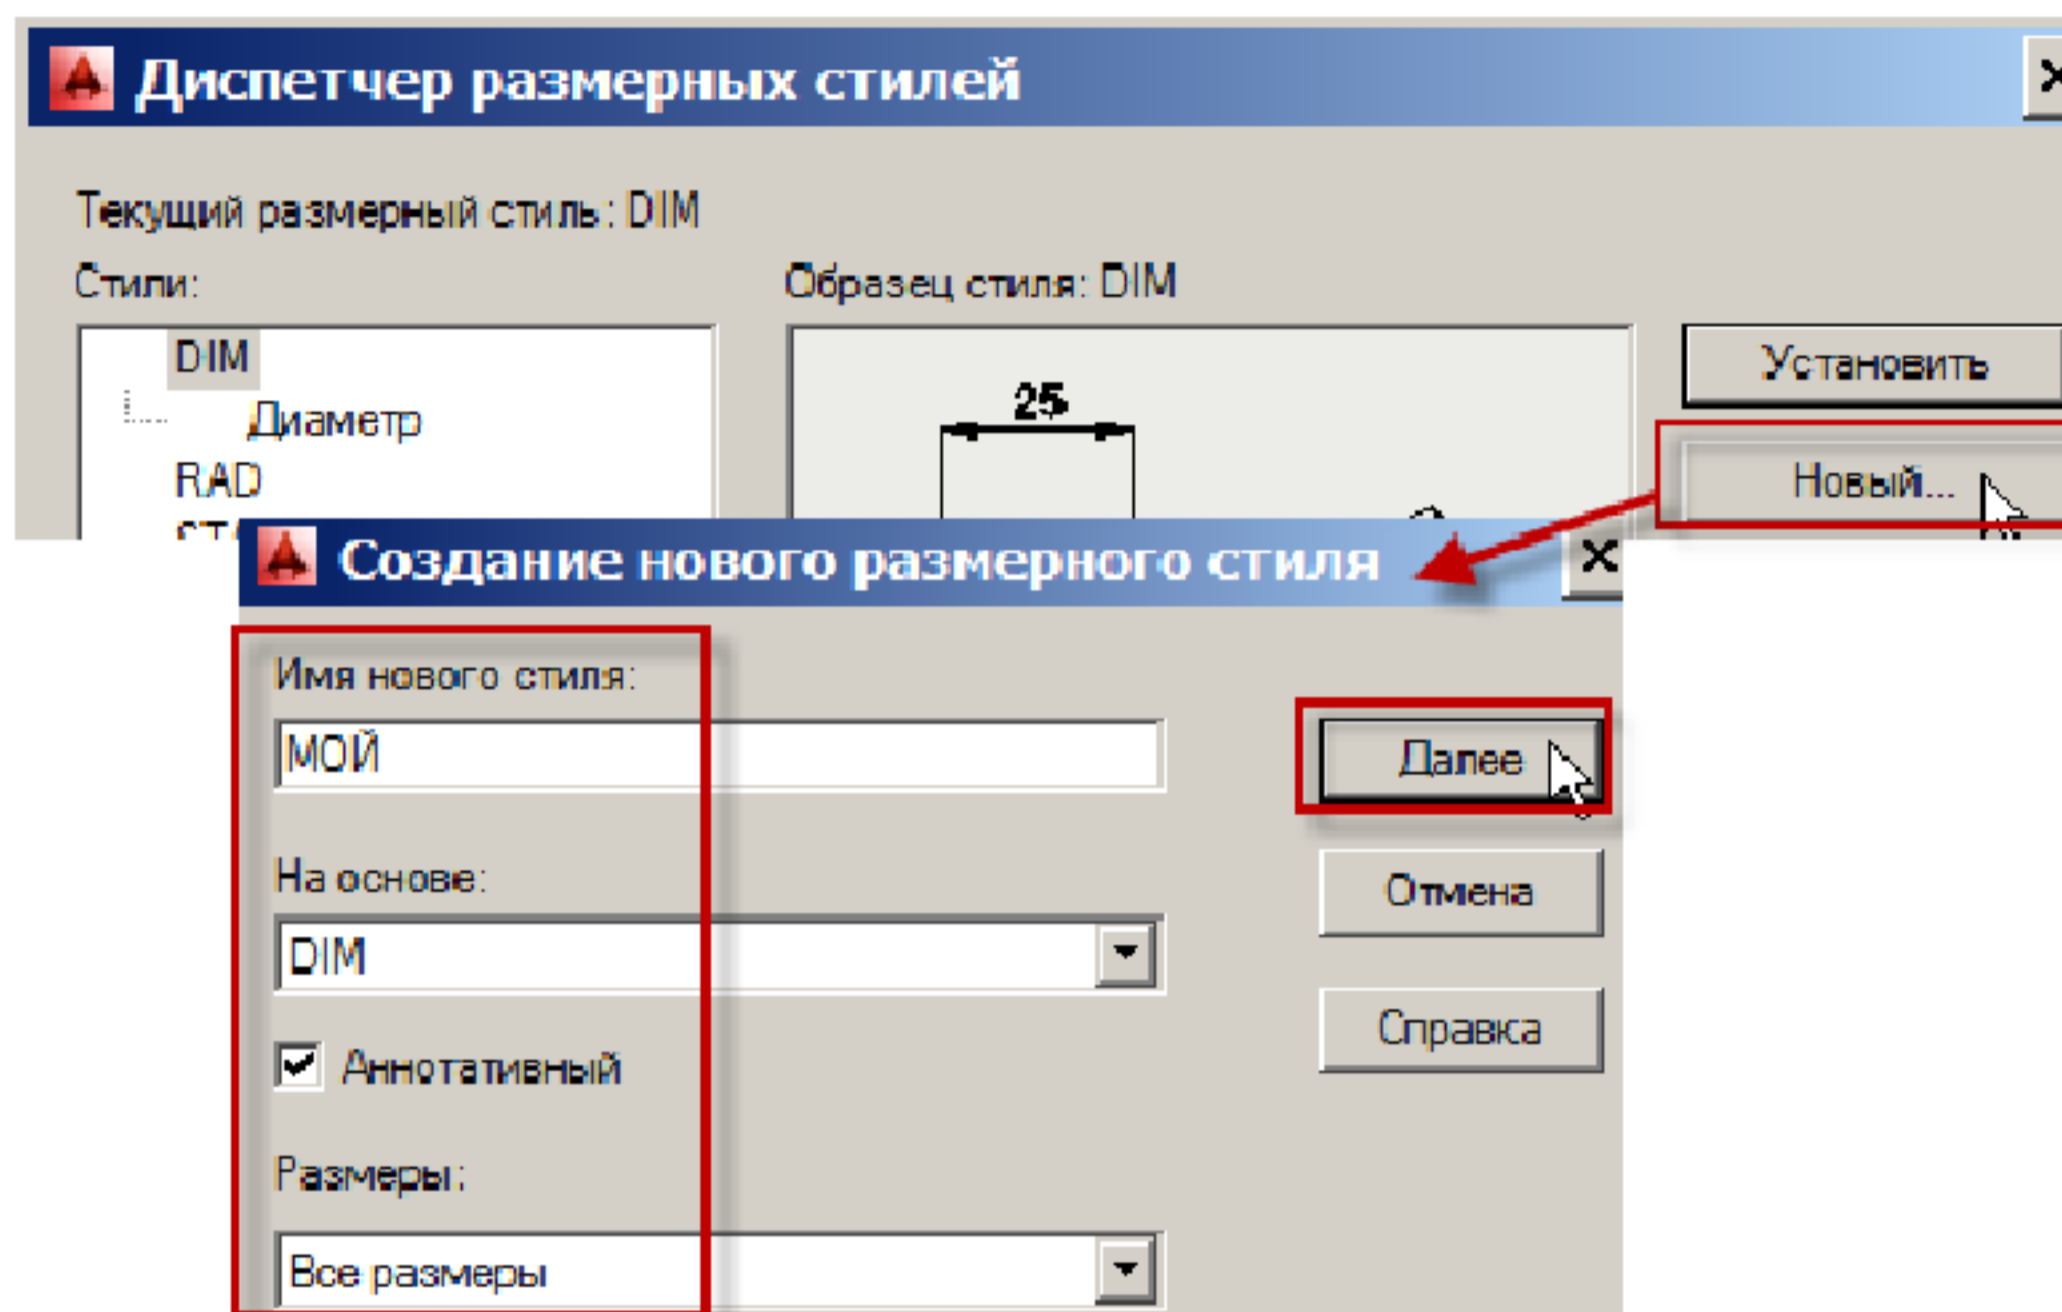 Диспетчер размерных стилей
Текущий размерный стиль: DIM
Стили:
Образец стиля: DIM
DIM
Диаметр
RAD
25
Установить
Новый...
Создание нового размерного стиля
Имя нового стиля:
МОЙ
Далее
На основе:
DIM
Отмена
Аннотативный
Справка
Размеры:
Все размеры